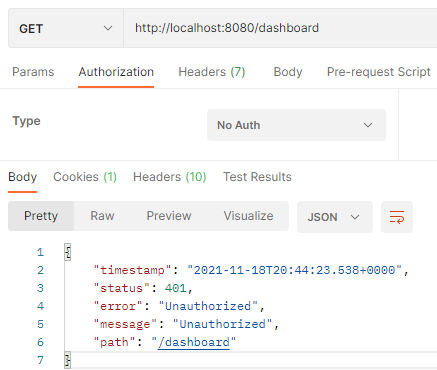 GET http://localhost:8080/dashboard
Params Authorization Headers (7) Body Pre-request Script
Type No Auth
Body Cookies (1) Headers (10) Test Results
Pretty Raw Preview Visualize JSON
1 {
2 "timestamp": "2021-11-18T20:44:23.538+0000",
3 "status": 401,
4 "error": "Unauthorized",
5 "message": "Unauthorized",
6 "path": "/dashboard"
7 }